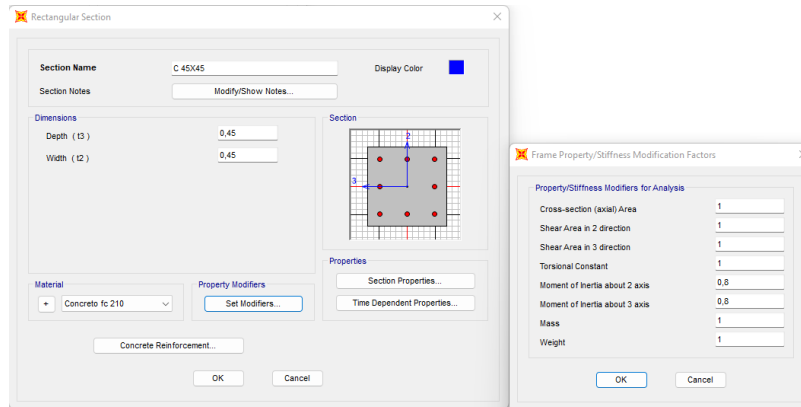 Rectangular Section
Section Name C 45X45 Display Color
Section Notes Modify/Show Notes...
Dimensions
Depth ( t3 ) 0,45
Width ( t2 ) 0,45
Section
2
3
Properties
Section Properties...
Time Dependent Properties...
Material
+ Concreto fc 210
Property Modifiers
Set Modifiers...
Concrete Reinforcement...
OK Cancel
Frame Property/Stiffness Modification Factors
Property/Stiffness Modifiers for Analysis
Cross-section (axial) Area 1
Shear Area in 2 direction 1
Shear Area in 3 direction 1
Torsional Constant 1
Moment of Inertia about 2 axis 0,8
Moment of Inertia about 3 axis 0,8
Mass 1
Weight 1
OK Cancel